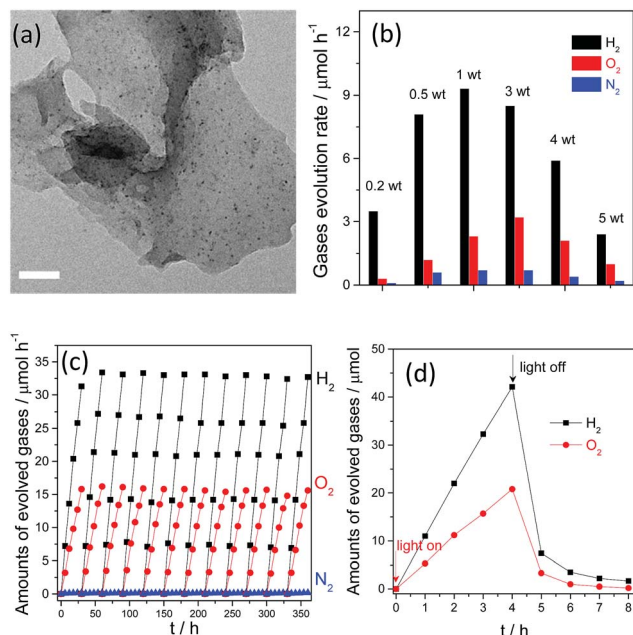 (a)
(b)
Gases evolution rate / μmol h⁻¹
12
9
6
3
0
H₂
O₂
N₂
0.2 wt
0.5 wt
1 wt
3 wt
4 wt
5 wt
(c)
Amounts of evolved gases / μmol h⁻¹
35
30
25
20
15
10
5
0
H₂
O₂
N₂
0 50 100 150 200 250 300 350
t / h
(d)
Amounts of evolved gases / μmol h⁻¹
50
40
30
20
10
0
light off
H₂
O₂
light on
0 1 2 3 4 5 6 7 8
t / h